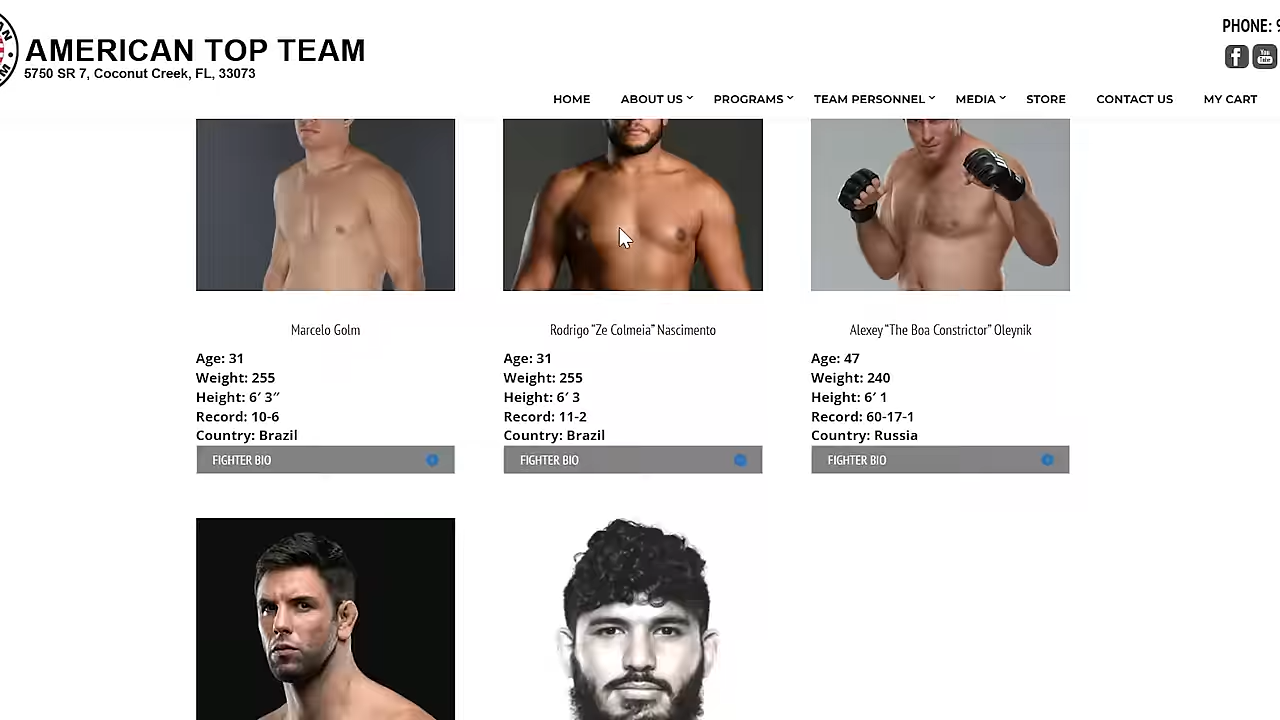 PHONE: 9
AMERICAN TOP TEAM
5750 SR 7, Coconut Creek, FL, 33073
You
Tube
HOME ABOUT US PROGRAMS TEAM PERSONNEL MEDIA STORE CONTACT US MY CART
Marcelo Golm
Age: 31
Weight: 255
Height: 6′ 3″
Record: 10-6
Country: Brazil
FIGHTER BIO
Rodrigo “Ze Colmeia” Nascimento
Age: 31
Weight: 255
Height: 6′ 3
Record: 11-2
Country: Brazil
FIGHTER BIO
Alexey “The Boa Constrictor” Oleynik
Age: 47
Weight: 240
Height: 6′ 1
Record: 60-17-1
Country: Russia
FIGHTER BIO